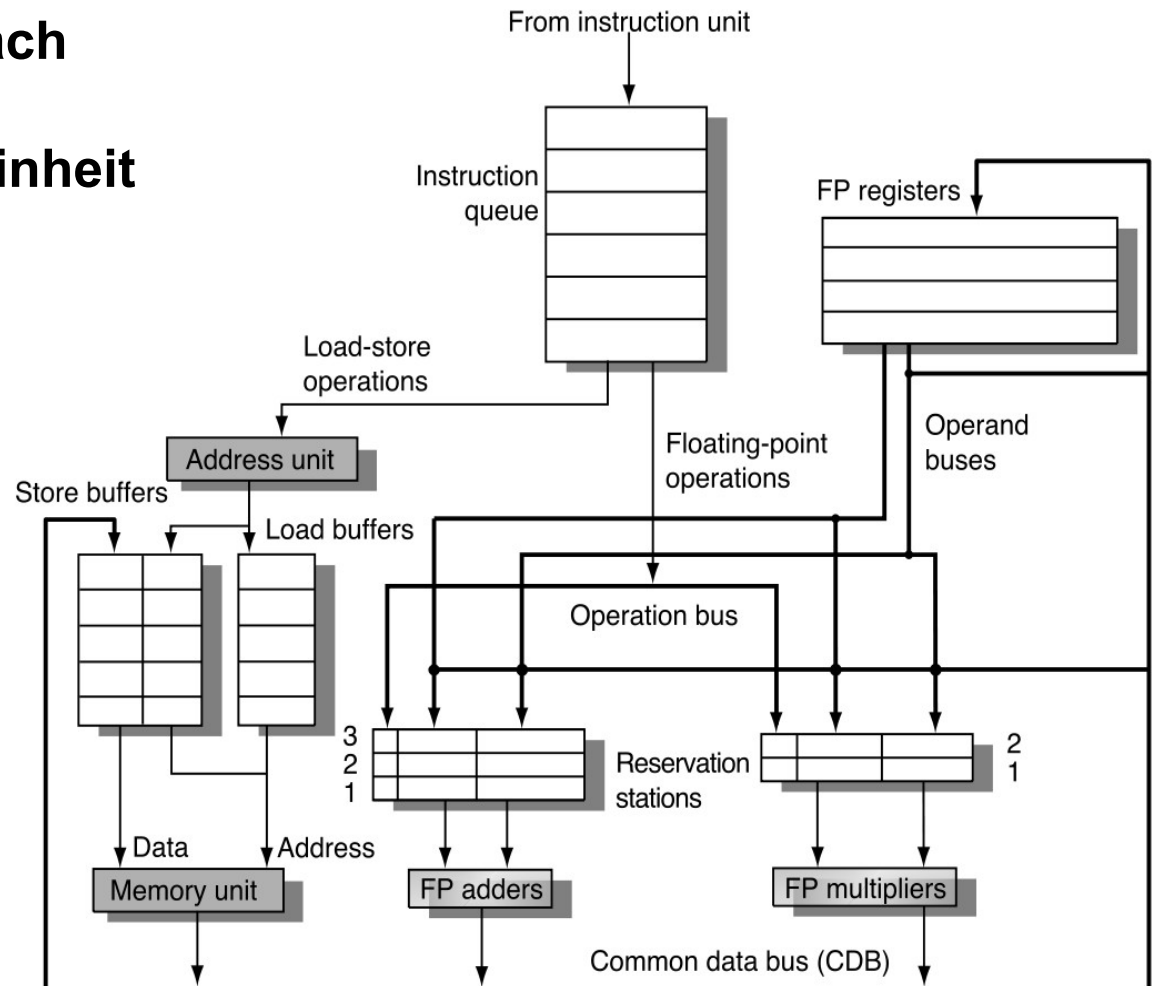 ach
inheit
From instruction unit
Instruction
queue
FP registers
Load-store
operations
Address unit
Floating-point
operations
Operand
buses
Store buffers
Load buffers
Operation bus
3
2
1
Reservation
stations
2
1
Data
Address
Memory unit
FP adders
FP multipliers
Common data bus (CDB)